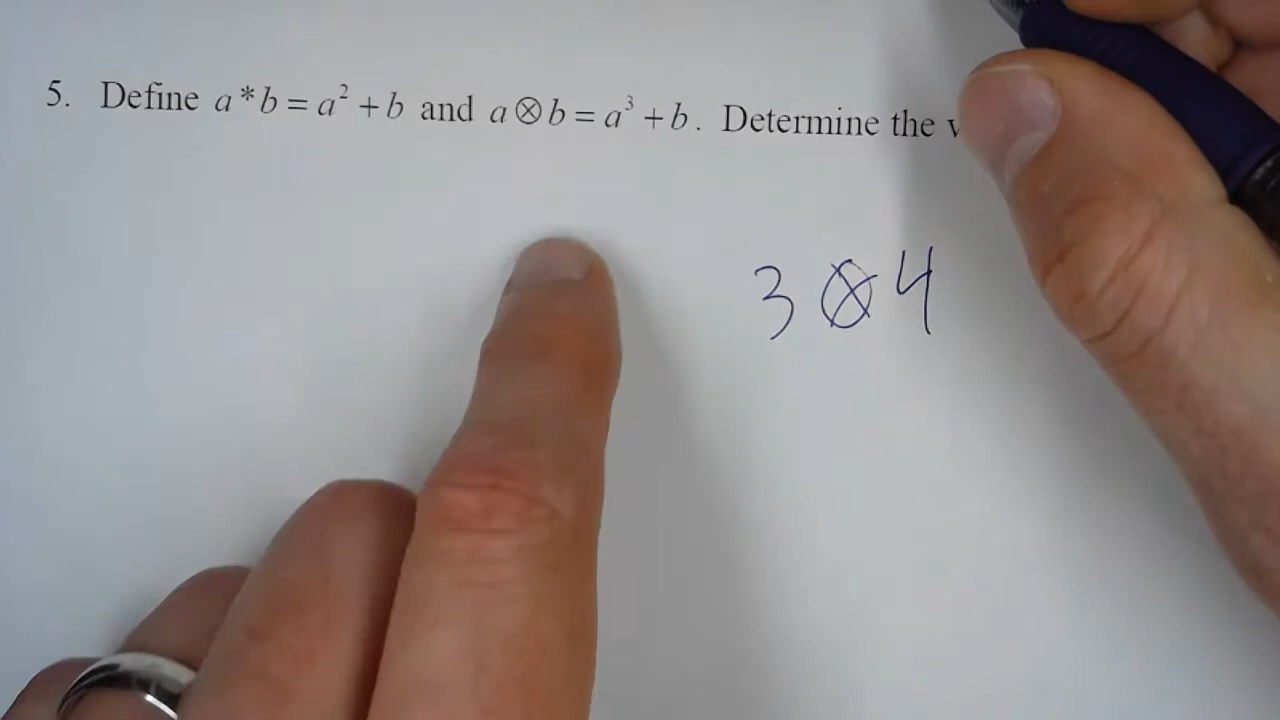 5. Define a * b = a² + b and a ⊗ b = a³ + b. Determine the
3 ⊗ 4